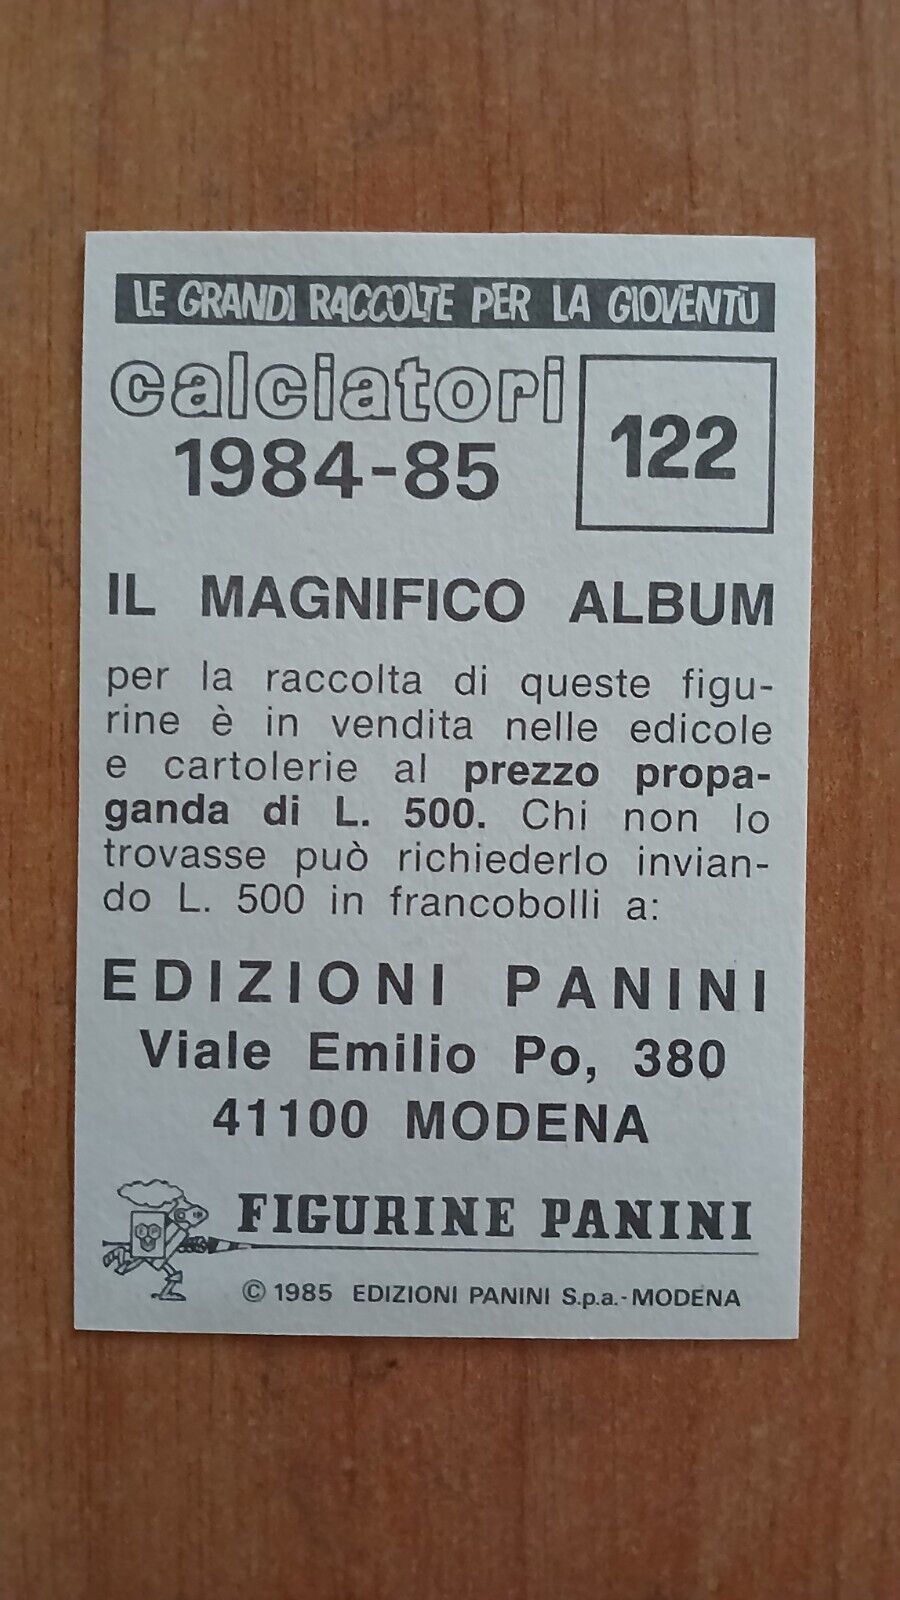 LE GRANDI RACCOLTE PER LA GIOVENTÙ
calciatori
1984-85
122
IL MAGNIFICO ALBUM
per la raccolta di queste figu-
rine è in vendita nelle edicole
e cartolerie al prezzo propa-
ganda di L. 500. Chi non lo
trovasse può richiederlo invian-
do L. 500 in francobolli a:
EDIZIONI PANINI
Viale Emilio Po, 380
41100 MODENA
FIGURINE PANINI
© 1985 EDIZIONI PANINI S.p.a.-MODENA